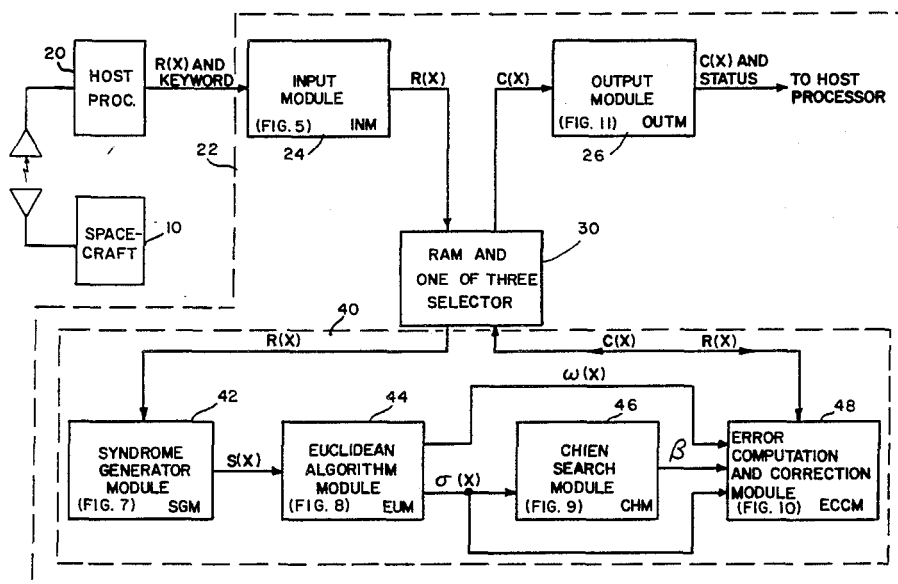 20
HOST
PROC.
R(X) AND
KEYWORD
INPUT
MODULE
(FIG. 5) INM
24
R(X)
C(X)
OUTPUT
MODULE
(FIG. 11) OUTM
26
C(X) AND
STATUS
TO HOST
PROCESSOR
22
SPACE-
CRAFT
10
30
RAM AND
ONE OF THREE
SELECTOR
40
R(X)
C(X) R(X)
ω(X)
42
SYNDROME
GENERATOR
MODULE
(FIG. 7) SGM
S(X)
44
EUCLIDEAN
ALGORITHM
MODULE
(FIG. 8) EUM
σ(X)
46
CHIEN
SEARCH
MODULE
(FIG. 9) CHM
β
48
ERROR
COMPUTATION
AND CORRECTION
MODULE
(FIG. 10) ECCM